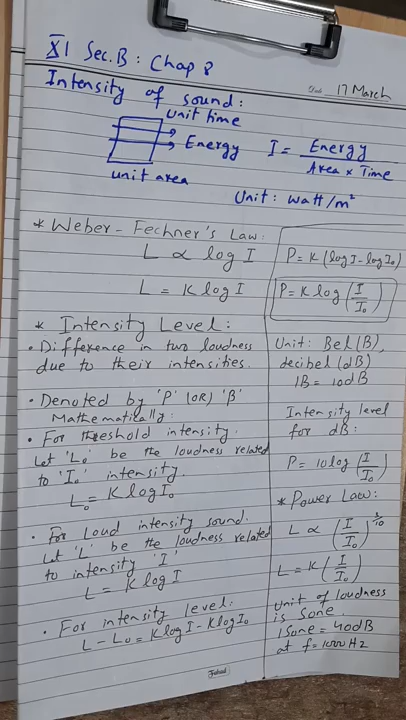 XI Sec.B : Chap 8
Date 17 March
Intensity of sound:
unit time
Energy
unit area
I = Energy / Area x Time
Unit: watt/m²
* Weber - Fechner's Law:
L ∝ log I
L = K log I
* Intensity Level:
• Difference in two loudness
due to their intensities.
• Denoted by 'P' (OR) 'β'
Mathematically:
• For threshold intensity.
Let 'L₀' be the loudness related
to 'I₀' intensity.
L₀ = K log I₀
• For Loud intensity sound.
Let 'L' be the loudness related
to intensity 'I'
L = K log I
• For intensity level:
L - L₀ = K log I - K log I₀
P = K (log I - log I₀)
P = K log (I/I₀)
Unit: Bel (B),
decibel (dB)
1B = 10dB
Intensity level
for dB:
P = 10 log (I/I₀)
* Power Law:
L ∝ (I/I₀)^3/10
L = K (I/I₀)
Unit of loudness
is Sone.
1 Sone = 40dB
at f = 1000 Hz